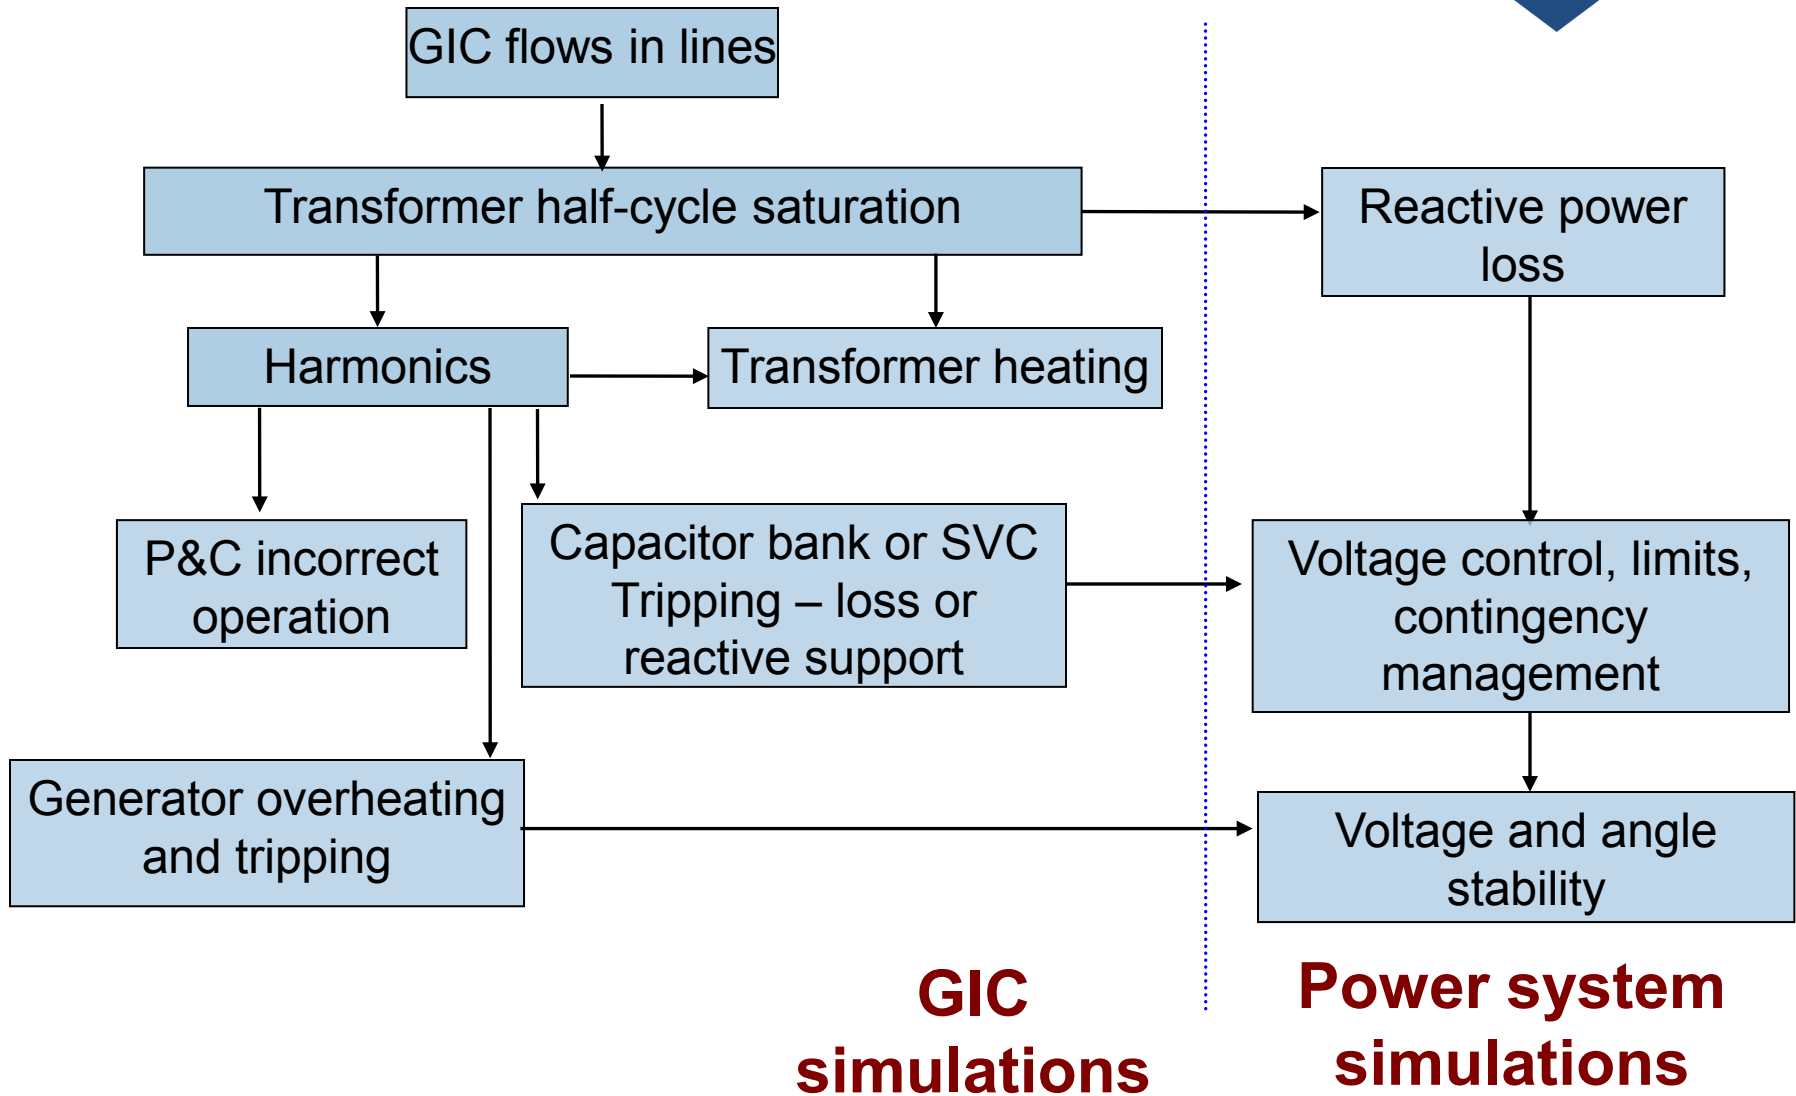 GIC flows in lines
Transformer half-cycle saturation
Reactive power
loss
Harmonics
Transformer heating
P&C incorrect
operation
Capacitor bank or SVC
Tripping – loss or
reactive support
Voltage control, limits,
contingency
management
Generator overheating
and tripping
Voltage and angle
stability
GIC
simulations
Power system
simulations